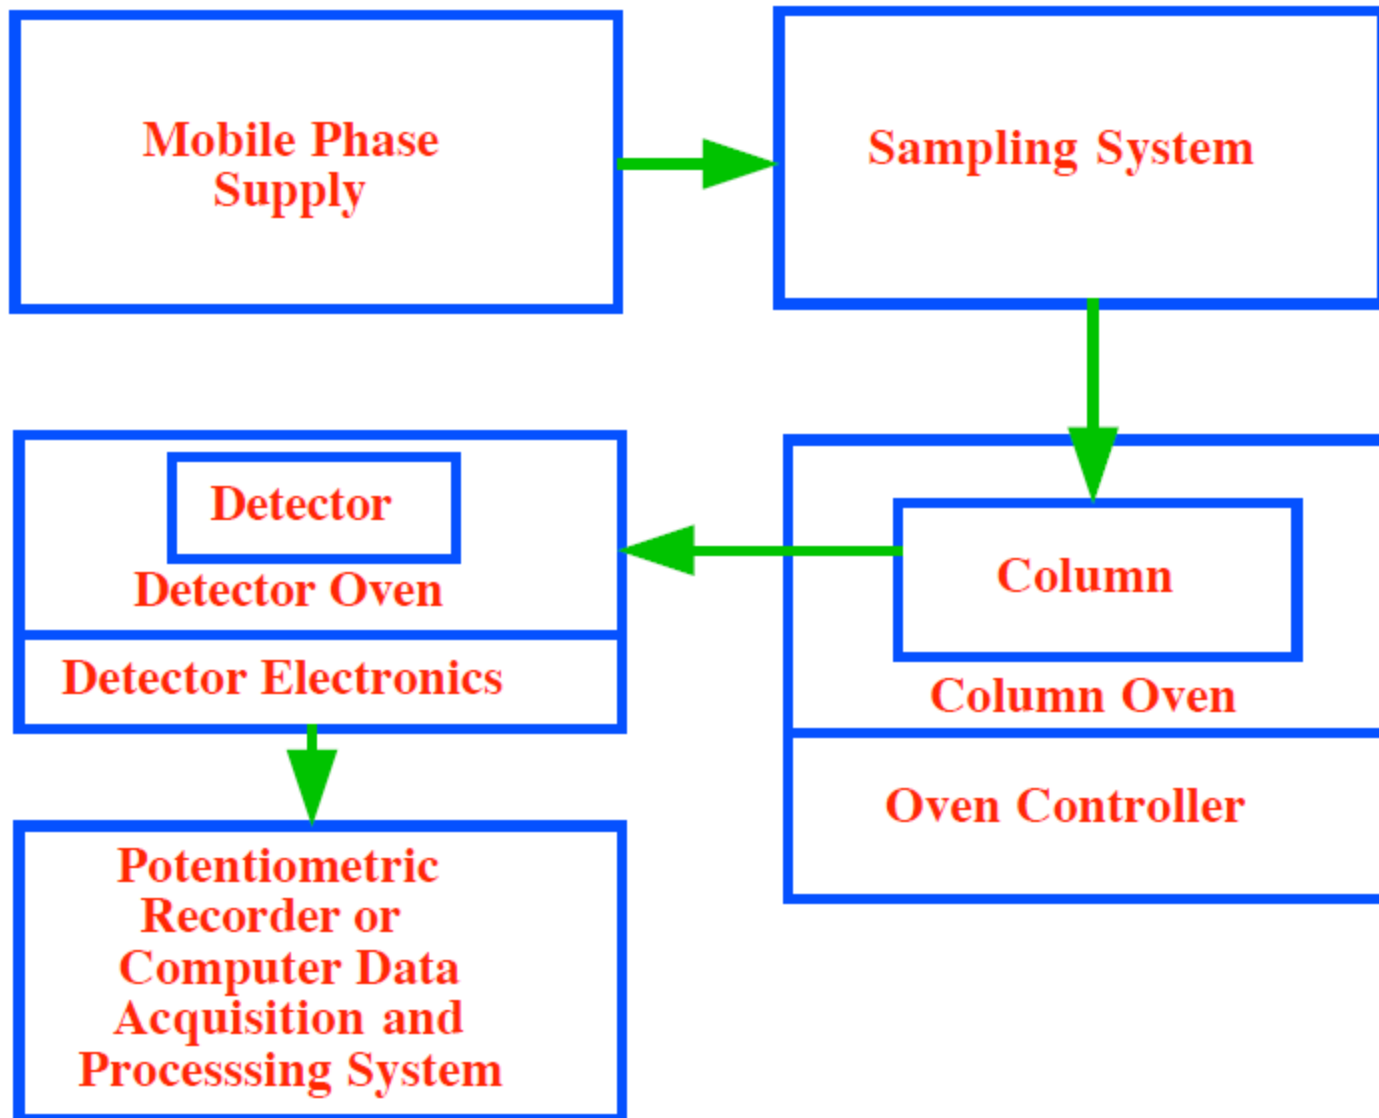 Mobile Phase
Supply
Sampling System
Detector
Detector Oven
Detector Electronics
Column
Column Oven
Oven Controller
Potentiometric
Recorder or
Computer Data
Acquisition and
Processsing System